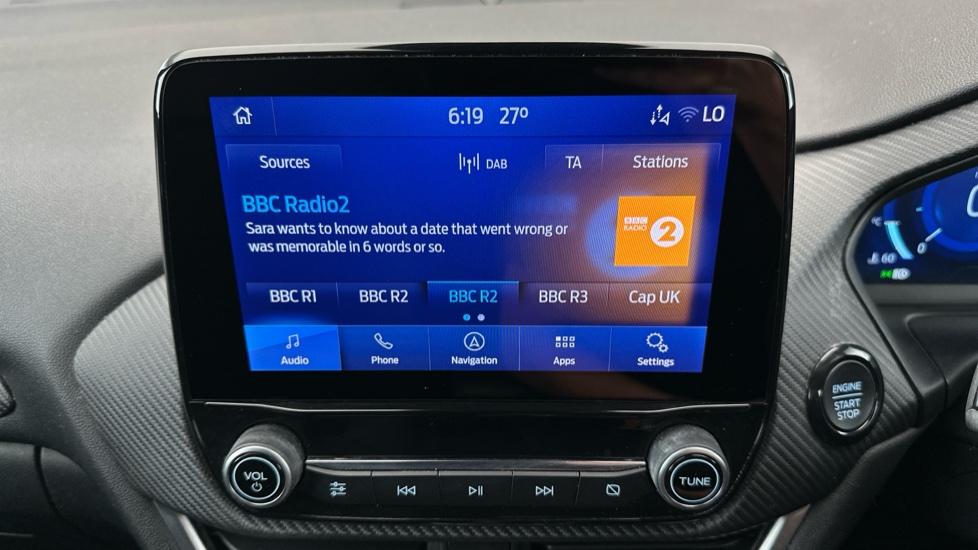 6:19 27° LO
Sources DAB TA Stations
BBC Radio2
Sara wants to know about a date that went wrong or
was memorable in 6 words or so.
BBC RADIO 2
BBC R1 BBC R2 BBC R2 BBC R3 Cap UK
Audio Phone Navigation Apps Settings
0
60
ENGINE
START
STOP
VOL
TUNE